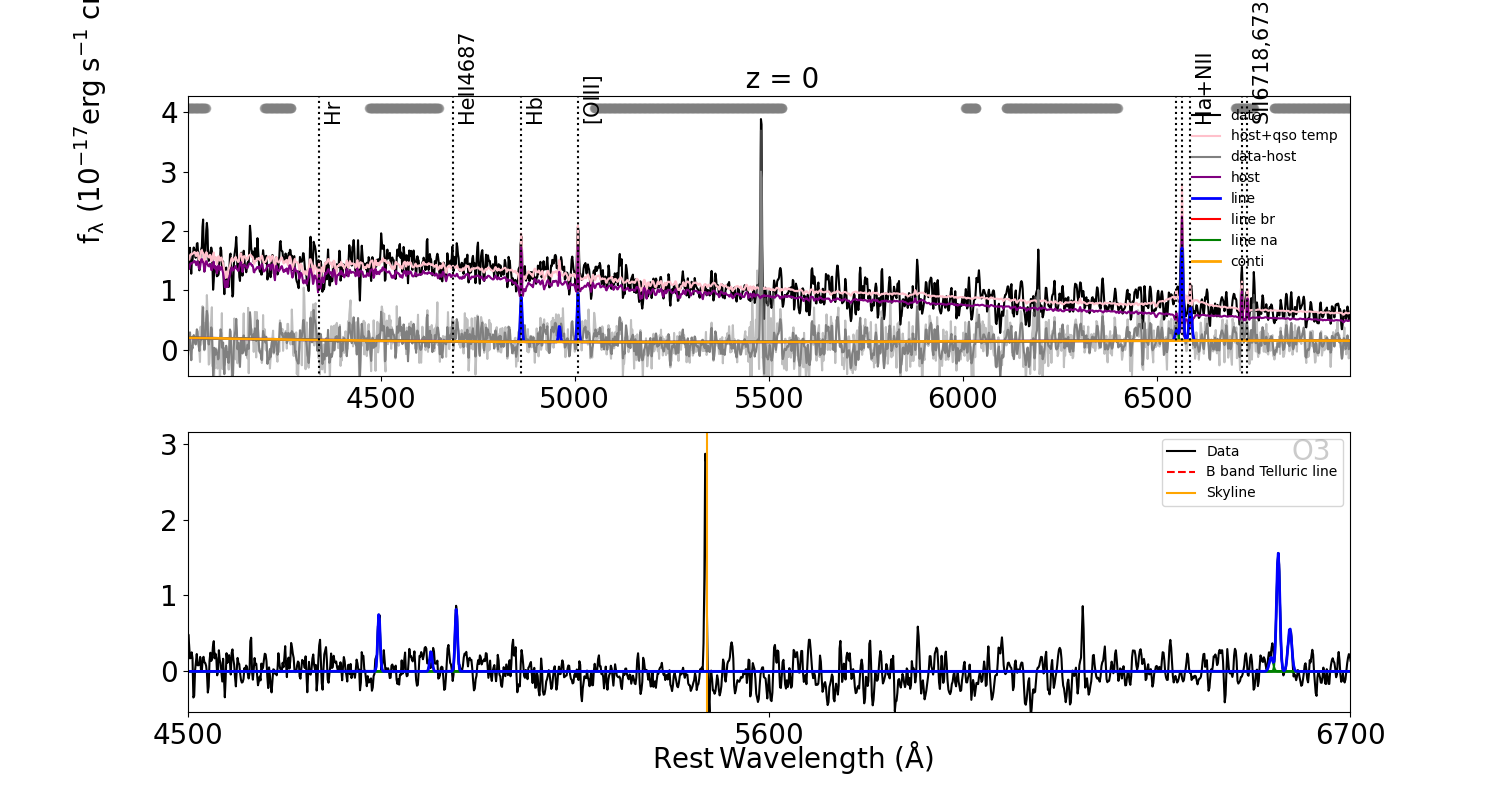 z = 0
f_λ (10^−17 erg s^−1 c
Hr
HeII4687
Hb
[OIII]
Ha+NII
SII6718,673
data
host+qso temp
data-host
host
line
line br
line na
conti
4
3
2
1
0
4500 5000 5500 6000 6500
O3
Data
B band Telluric line
Skyline
3
2
1
0
4500 5600 6700
Rest Wavelength (Å)